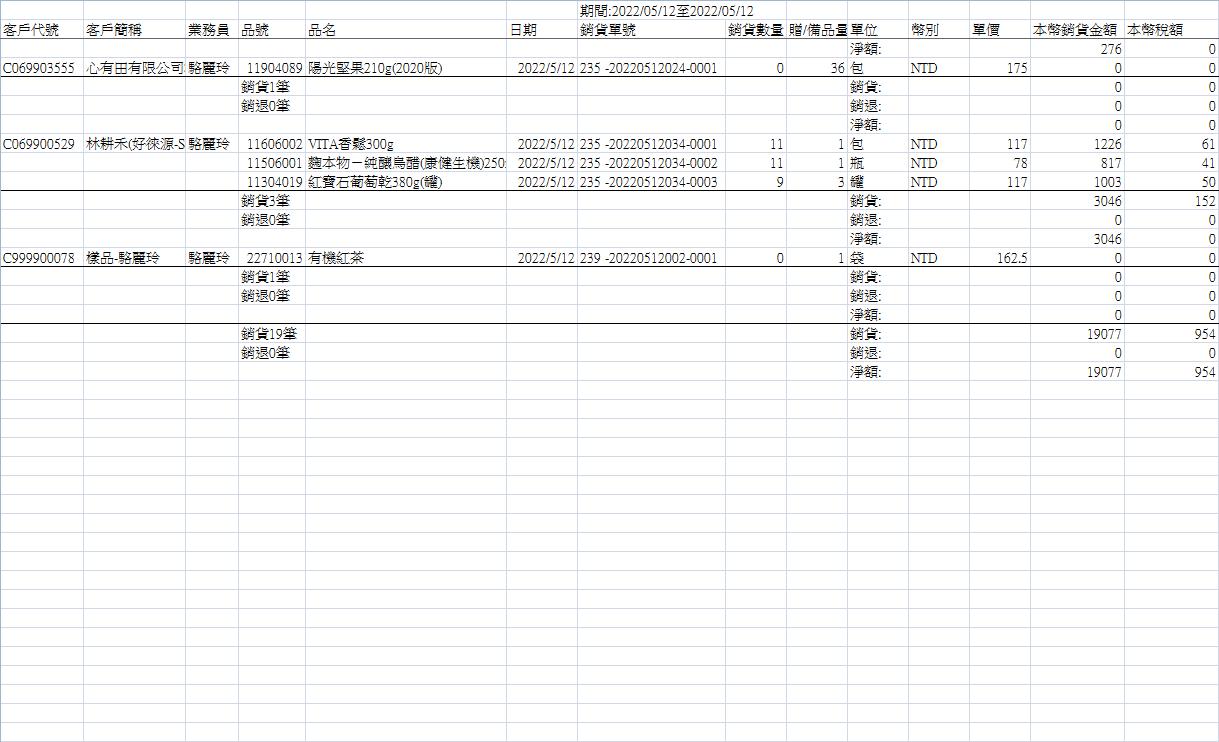 期間:2022/05/12至2022/05/12
客戶代號 客戶簡稱 業務員 品號 品名 日期 銷貨單號 銷貨數量 贈/備品量 單位 幣別 單價 本幣銷貨金額 本幣稅額
淨額: 276 0
C069903555 心有田有限公司 駱麗玲 11904089 陽光堅果210g(2020版) 2022/5/12 235 -20220512024-0001 0 36 包 NTD 175 0 0
銷貨1筆 銷貨: 0 0
銷退0筆 銷退: 0 0
淨額: 0 0
C069900529 林耕禾(好徠源-S 駱麗玲 11606002 VITA香鬆300g 2022/5/12 235 -20220512034-0001 11 1 包 NTD 117 1226 61
11506001 麴本物－純釀烏醋(康健生機)250 2022/5/12 235 -20220512034-0002 11 1 瓶 NTD 78 817 41
11304019 紅寶石葡萄乾380g(罐) 2022/5/12 235 -20220512034-0003 9 3 罐 NTD 117 1003 50
銷貨3筆 銷貨: 3046 152
銷退0筆 銷退: 0 0
淨額: 3046 0
C999900078 樣品-駱麗玲 駱麗玲 22710013 有機紅茶 2022/5/12 239 -20220512002-0001 0 1 袋 NTD 162.5 0 0
銷貨1筆 銷貨: 0 0
銷退0筆 銷退: 0 0
淨額: 0 0
銷貨19筆 銷貨: 19077 954
銷退0筆 銷退: 0 0
淨額: 19077 954